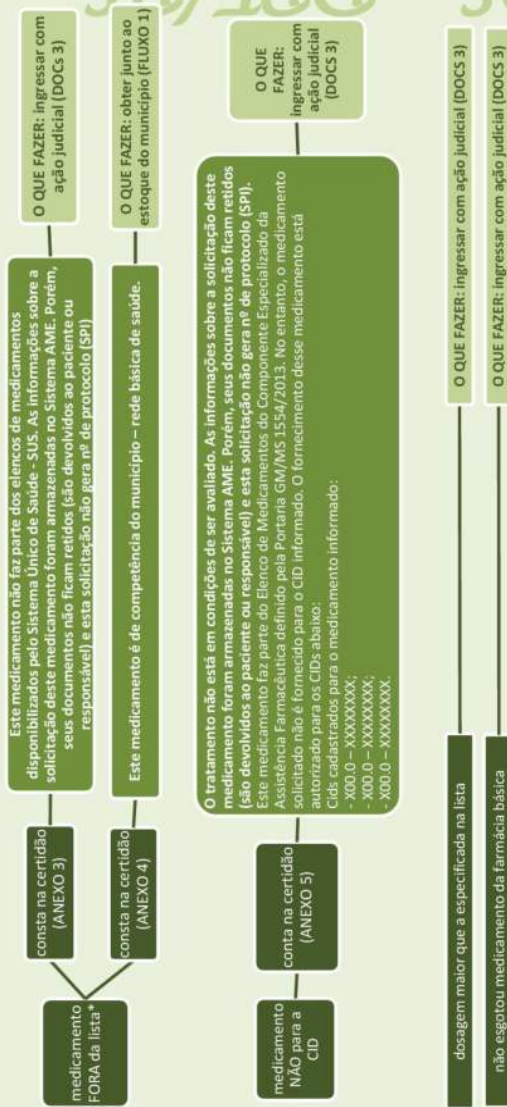 medicamento
FORA da lista*
consta na certidão
(ANEXO 3)
Este medicamento não faz parte dos elencos de medicamentos
disponibilizados pelo Sistema Único de Saúde - SUS. As informações sobre a
solicitação deste medicamento foram armazenadas no Sistema AME. Porém,
seus documentos não ficam retidos (são devolvidos ao paciente ou
responsável) e esta solicitação não gera nº de protocolo (SPI)
O QUE FAZER: ingressar com
ação judicial (DOCs 3)
consta na certidão
(ANEXO 4)
Este medicamento é de competência do município – rede básica de saúde.
O QUE FAZER: obter junto ao
estoque do município (FLUXO 1)
medicamento
NÃO para a
CID
conta na certidão
(ANEXO 5)
O tratamento não está em condições de ser avaliado. As informações sobre a solicitação deste
medicamento foram armazenadas no Sistema AME. Porém, seus documentos não ficam retidos
(são devolvidos ao paciente ou responsável) e esta solicitação não gera nº de protocolo (SPI).
Este medicamento faz parte do Elenco de Medicamentos do Componente Especializado da
Assistência Farmacêutica definido pela Portaria GM/MS 1554/2013. No entanto, o medicamento
solicitado não é fornecido para o CID informado. O fornecimento desse medicamento está
autorizado para os CIDs abaixo:
Cids cadastrados para o medicamento informado:
- X00.0 – XXXXXXXX;
- X00.0 – XXXXXXXX;
- X00.0 – XXXXXXXX.
O QUE
FAZER:
ingressar com
ação judicial
(DOCS 3)
dosagem maior que a especificada na lista
O QUE FAZER: ingressar com ação judicial (DOCS 3)
não esgotou medicamento da farmácia básica
O QUE FAZER: ingressar com ação judicial (DOCS 3)